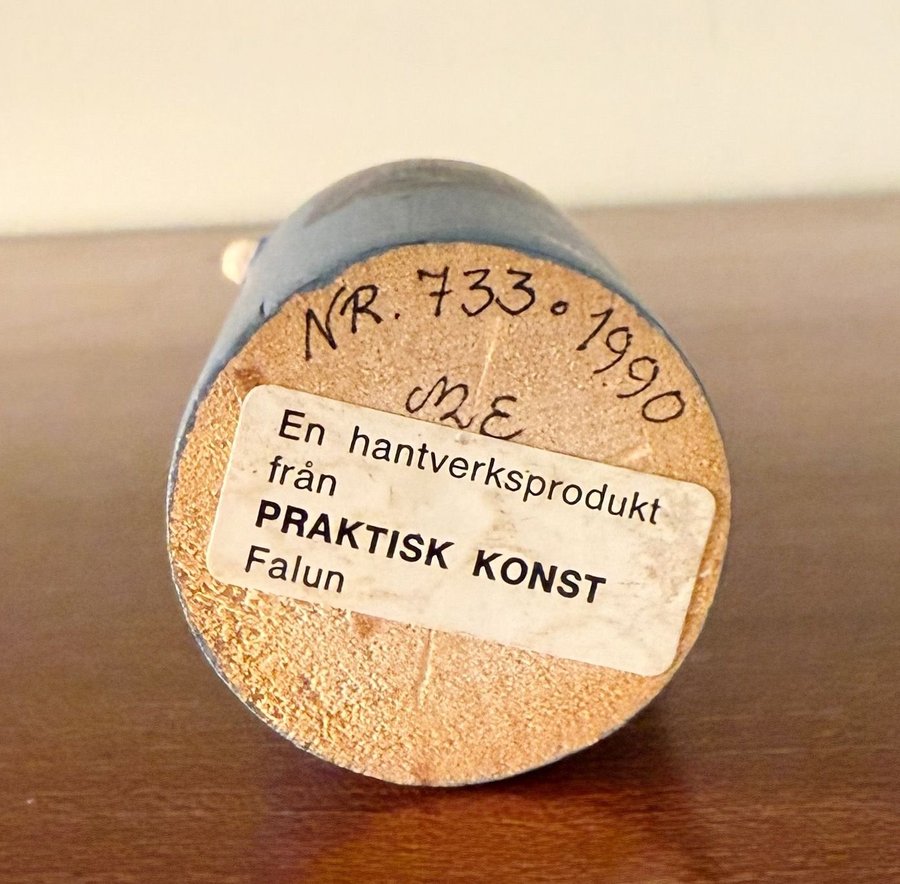 NR. 733. 1990
ME
En hantverksprodukt
från
PRAKTISK KONST
Falun